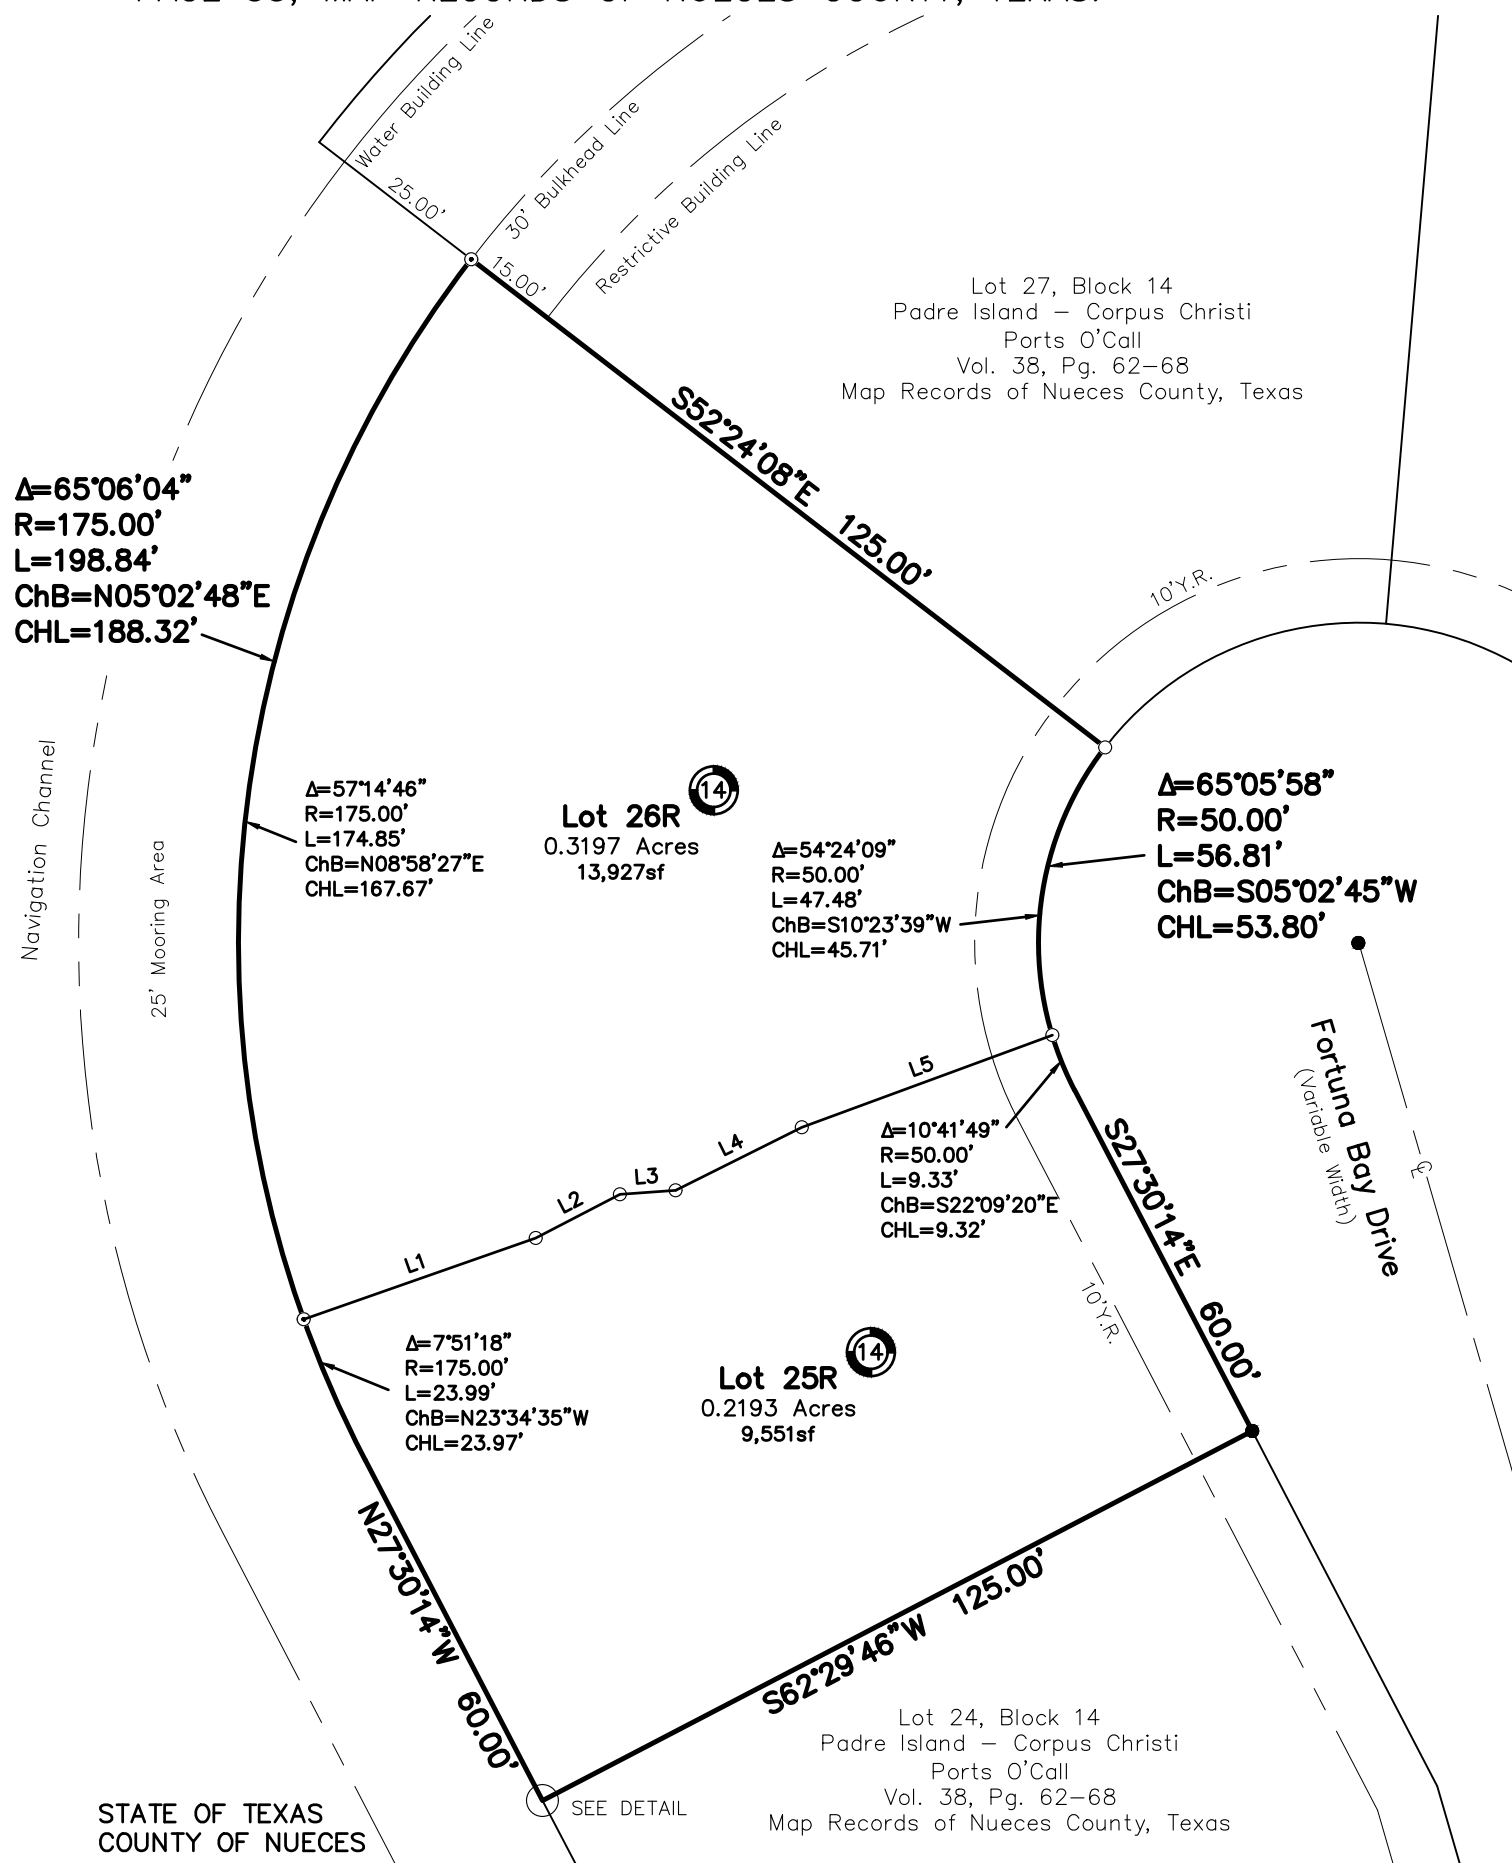 Water Building Line
25.00'
30' Bulkhead Line
15.00'
Restrictive Building Line
Lot 27, Block 14
Padre Island – Corpus Christi
Ports O'Call
Vol. 38, Pg. 62–68
Map Records of Nueces County, Texas
S52°24'08"E 125.00'
Δ=65°06'04"
R=175.00'
L=198.84'
ChB=N05°02'48"E
CHL=188.32'
10'Y.R.
Navigation Channel
25' Mooring Area
Δ=57°14'46"
R=175.00'
L=174.85'
ChB=N08°58'27"E
CHL=167.67'
14
Lot 26R
0.3197 Acres
13,927sf
Δ=54°24'09"
R=50.00'
L=47.48'
ChB=S10°23'39"W
CHL=45.71'
Δ=65°05'58"
R=50.00'
L=56.81'
ChB=S05°02'45"W
CHL=53.80'
Fortuna Bay Drive
(Variable Width)
℄
L5
L4
L3
L2
L1
Δ=10°41'49"
R=50.00'
L=9.33'
ChB=S22°09'20"E
CHL=9.32'
S27°30'14"E 60.00'
10'Y.R.
Δ=7°51'18"
R=175.00'
L=23.99'
ChB=N23°34'35"W
CHL=23.97'
14
Lot 25R
0.2193 Acres
9,551sf
N27°30'14"W 60.00'
S62°29'46"W 125.00'
Lot 24, Block 14
Padre Island – Corpus Christi
Ports O'Call
Vol. 38, Pg. 62–68
Map Records of Nueces County, Texas
SEE DETAIL
STATE OF TEXAS
COUNTY OF NUECES